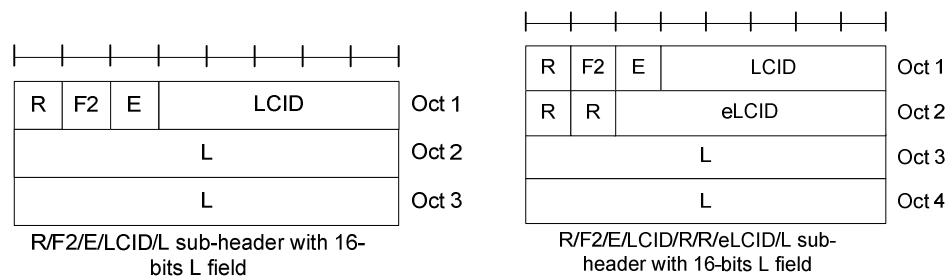 R F2 E LCID Oct 1
L Oct 2
L Oct 3
R/F2/E/LCID/L sub-header with 16-
bits L field
R F2 E LCID Oct 1
R R eLCID Oct 2
L Oct 3
L Oct 4
R/F2/E/LCID/R/R/eLCID/L sub-
header with 16-bits L field